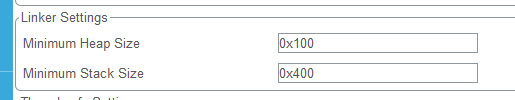 Linker Settings
Minimum Heap Size 0x100
Minimum Stack Size 0x400